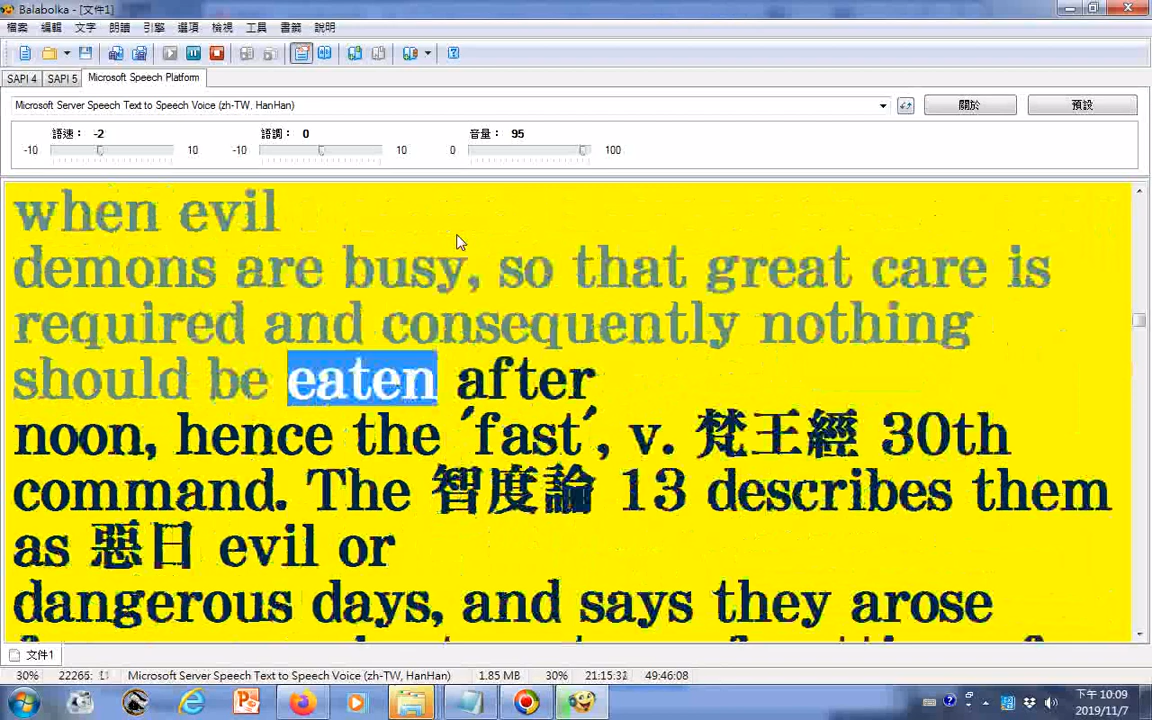 Balabolka - [文件1]
檔案 編輯 文字 朗讀 引擎 選項 檢視 工具 書籤 說明
SAPI 4 SAPI 5 Microsoft Speech Platform
Microsoft Server Speech Text to Speech Voice (zh-TW, HanHan) 關於 預設
語速： -2 語調： 0 音量： 95
-10 10 -10 10 0 100
when evil
demons are busy, so that great care is
required and consequently nothing
should be eaten after
noon, hence the 'fast', v. 梵王經 30th
command. The 智度論 13 describes them
as 惡日 evil or
dangerous days, and says they arose
文件1
30% 22265: Microsoft Server Speech Text to Speech Voice (zh-TW, HanHan) 1.85 MB 30% 21:15:32 49:46:08
下午 10:09
2019/11/7